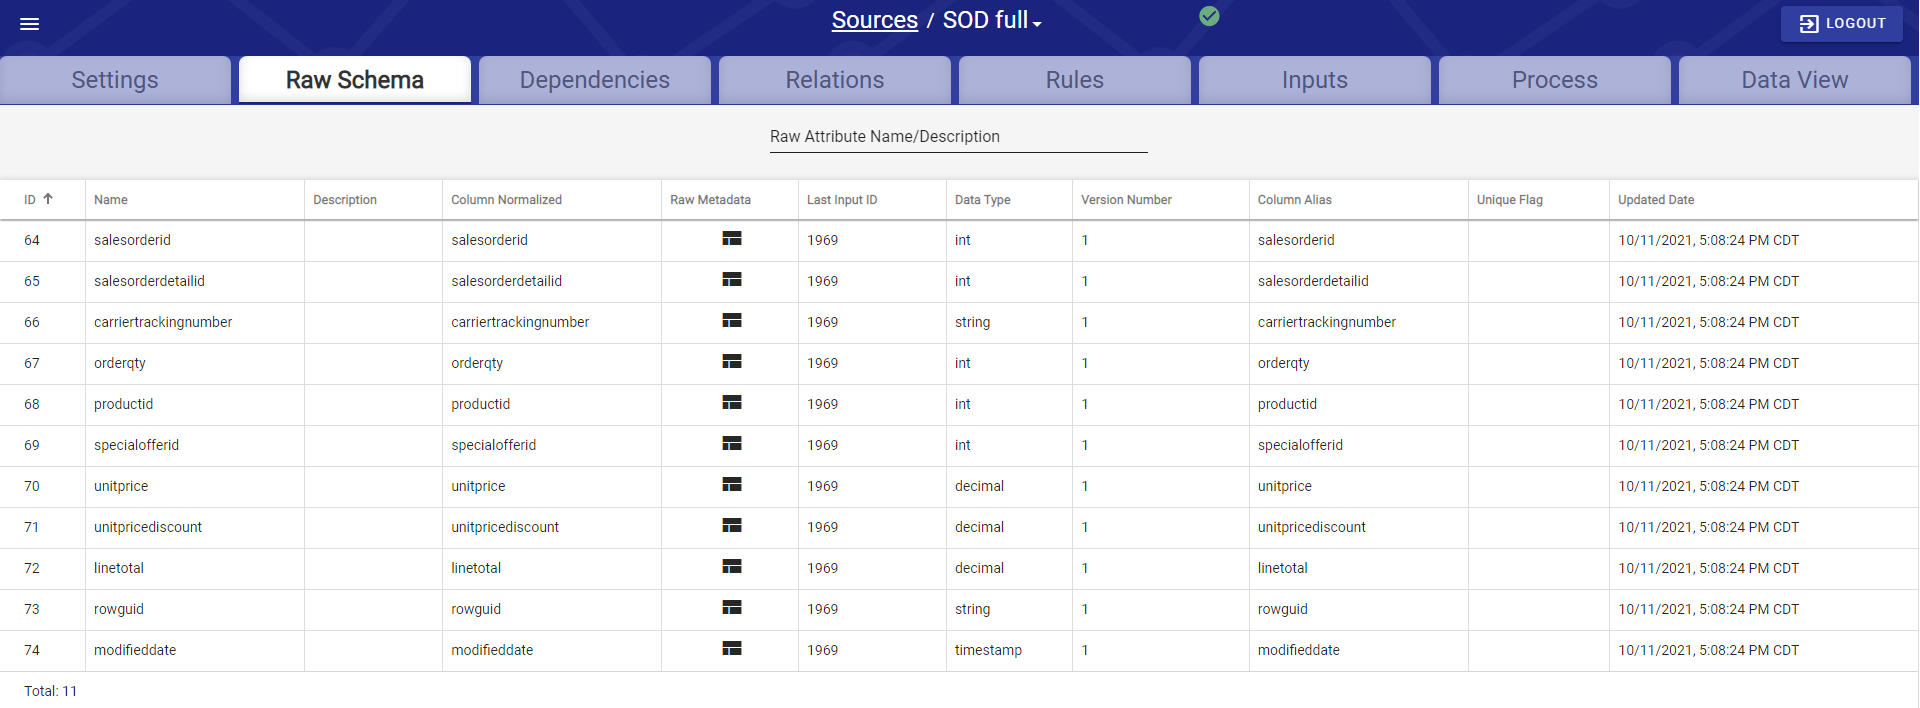 Sources / SOD full
LOGOUT
Settings Raw Schema Dependencies Relations Rules Inputs Process Data View
Raw Attribute Name/Description
ID Name Description Column Normalized Raw Metadata Last Input ID Data Type Version Number Column Alias Unique Flag Updated Date
64 salesorderid salesorderid 1969 int 1 salesorderid 10/11/2021, 5:08:24 PM CDT
65 salesorderdetailid salesorderdetailid 1969 int 1 salesorderdetailid 10/11/2021, 5:08:24 PM CDT
66 carriertrackingnumber carriertrackingnumber 1969 string 1 carriertrackingnumber 10/11/2021, 5:08:24 PM CDT
67 orderqty orderqty 1969 int 1 orderqty 10/11/2021, 5:08:24 PM CDT
68 productid productid 1969 int 1 productid 10/11/2021, 5:08:24 PM CDT
69 specialofferid specialofferid 1969 int 1 specialofferid 10/11/2021, 5:08:24 PM CDT
70 unitprice unitprice 1969 decimal 1 unitprice 10/11/2021, 5:08:24 PM CDT
71 unitpricediscount unitpricediscount 1969 decimal 1 unitpricediscount 10/11/2021, 5:08:24 PM CDT
72 linetotal linetotal 1969 decimal 1 linetotal 10/11/2021, 5:08:24 PM CDT
73 rowguid rowguid 1969 string 1 rowguid 10/11/2021, 5:08:24 PM CDT
74 modifieddate modifieddate 1969 timestamp 1 modifieddate 10/11/2021, 5:08:24 PM CDT
Total: 11